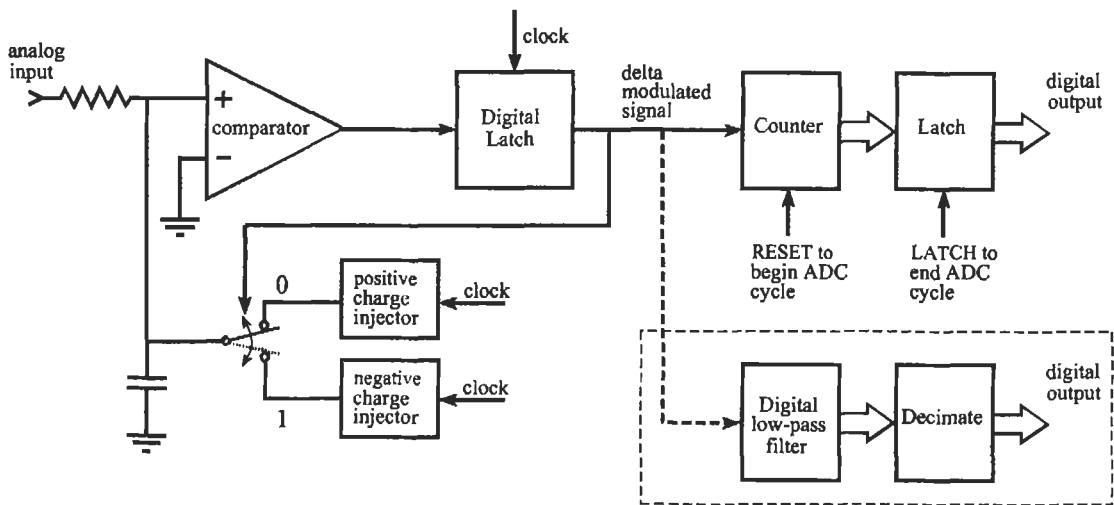 analog
input
+
comparator
−
clock
Digital
Latch
delta
modulated
signal
Counter
Latch
digital
output
RESET to
begin ADC
cycle
LATCH to
end ADC
cycle
0
positive
charge
injector
clock
1
negative
charge
injector
clock
Digital
low-pass
filter
Decimate
digital
output